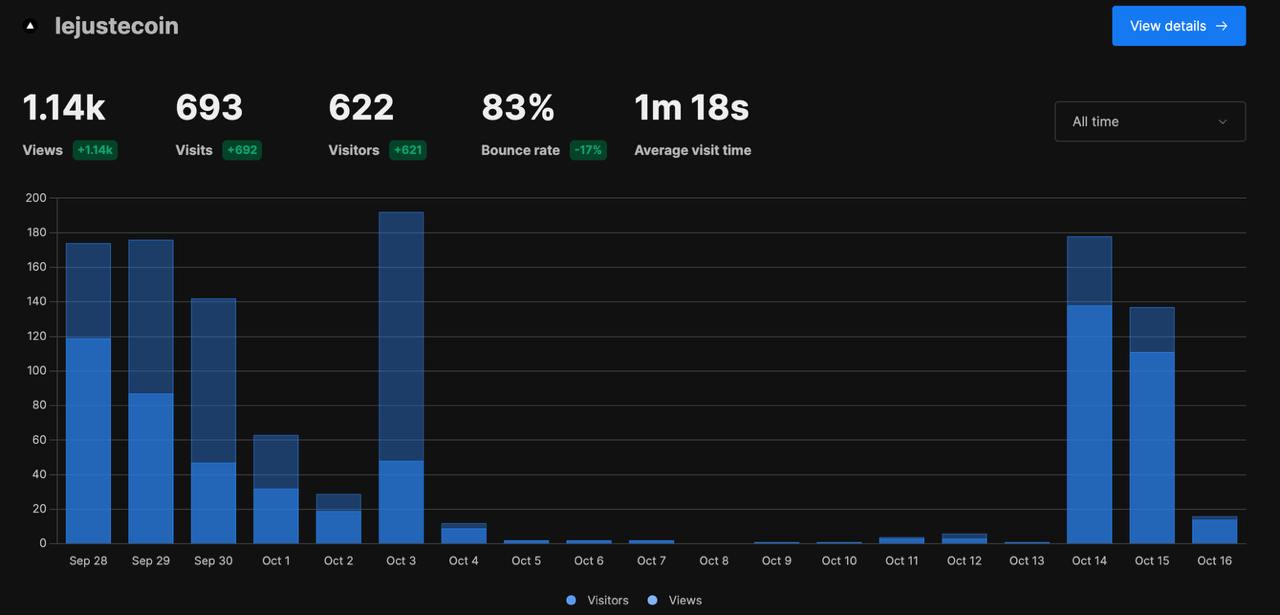 lejustecoin
View details →
1.14k 693 622 83% 1m 18s
Views +1.14k Visits +692 Visitors +621 Bounce rate -17% Average visit time
All time
200
180
160
140
120
100
80
60
40
20
0
Sep 28 Sep 29 Sep 30 Oct 1 Oct 2 Oct 3 Oct 4 Oct 5 Oct 6 Oct 7 Oct 8 Oct 9 Oct 10 Oct 11 Oct 12 Oct 13 Oct 14 Oct 15 Oct 16
Visitors Views